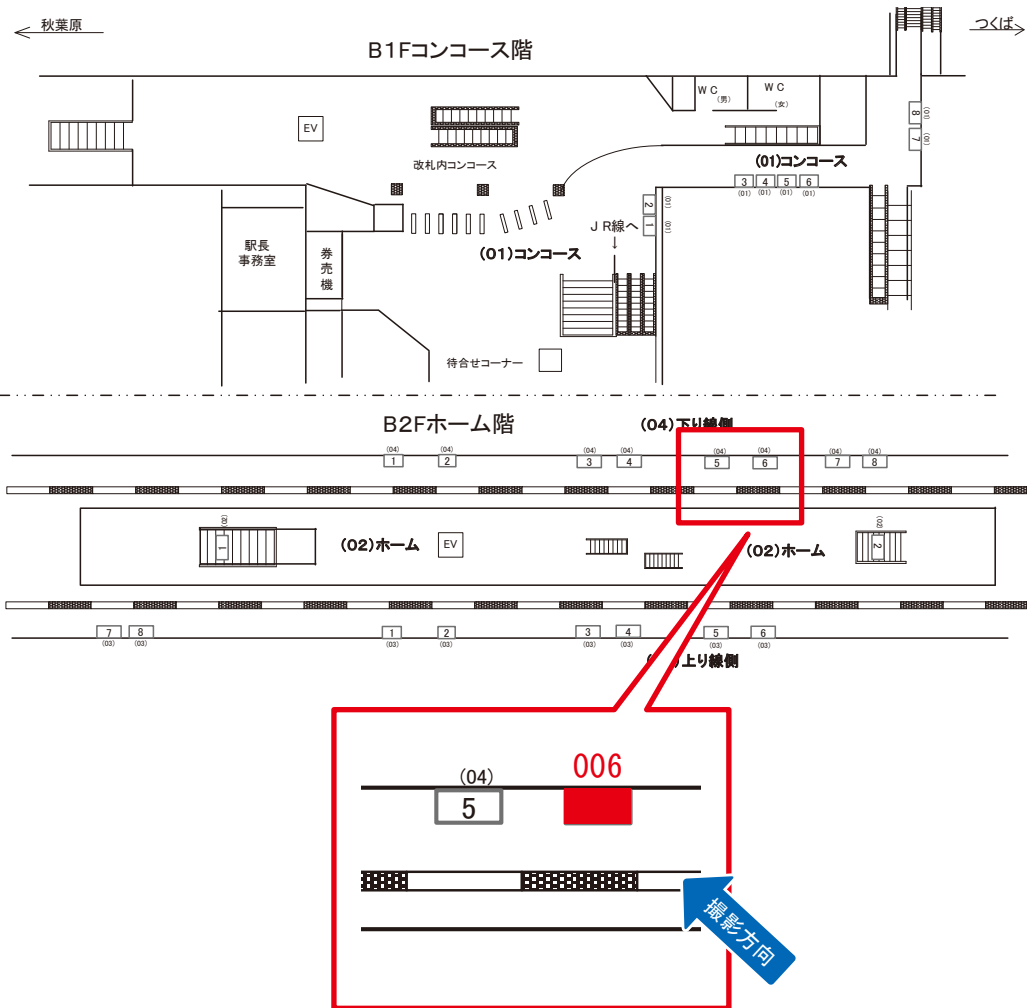 秋葉原
つくば
B1Fコンコース階
WC
(男)
WC
(女)
EV
改札内コンコース
(01)コンコース
8
(01)
7
(01)
3
4
5
6
(01)
(01)
(01)
(01)
2
(01)
1
(01)
JR線へ
↓
(01)コンコース
駅長
事務室
券売機
待合せコーナー
B2Fホーム階
(04)下り線側
(04)
(04)
(04)
(04)
(04)
(04)
(04)
(04)
1
2
3
4
5
6
7
8
1
(02)ホーム
EV
(02)ホーム
(02)
2
7
8
1
2
3
4
5
6
(03)
(03)
(03)
(03)
(03)
(03)
(03)
(03)
上り線側
(04)
006
5
撮影方向